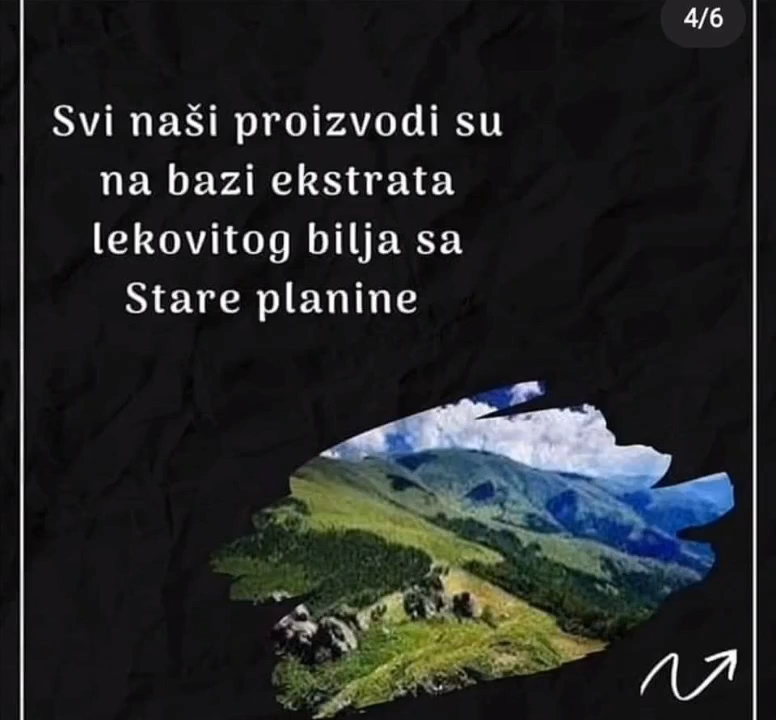 4/6
Svi naši proizvodi su
na bazi ekstrata
lekovitog bilja sa
Stare planine